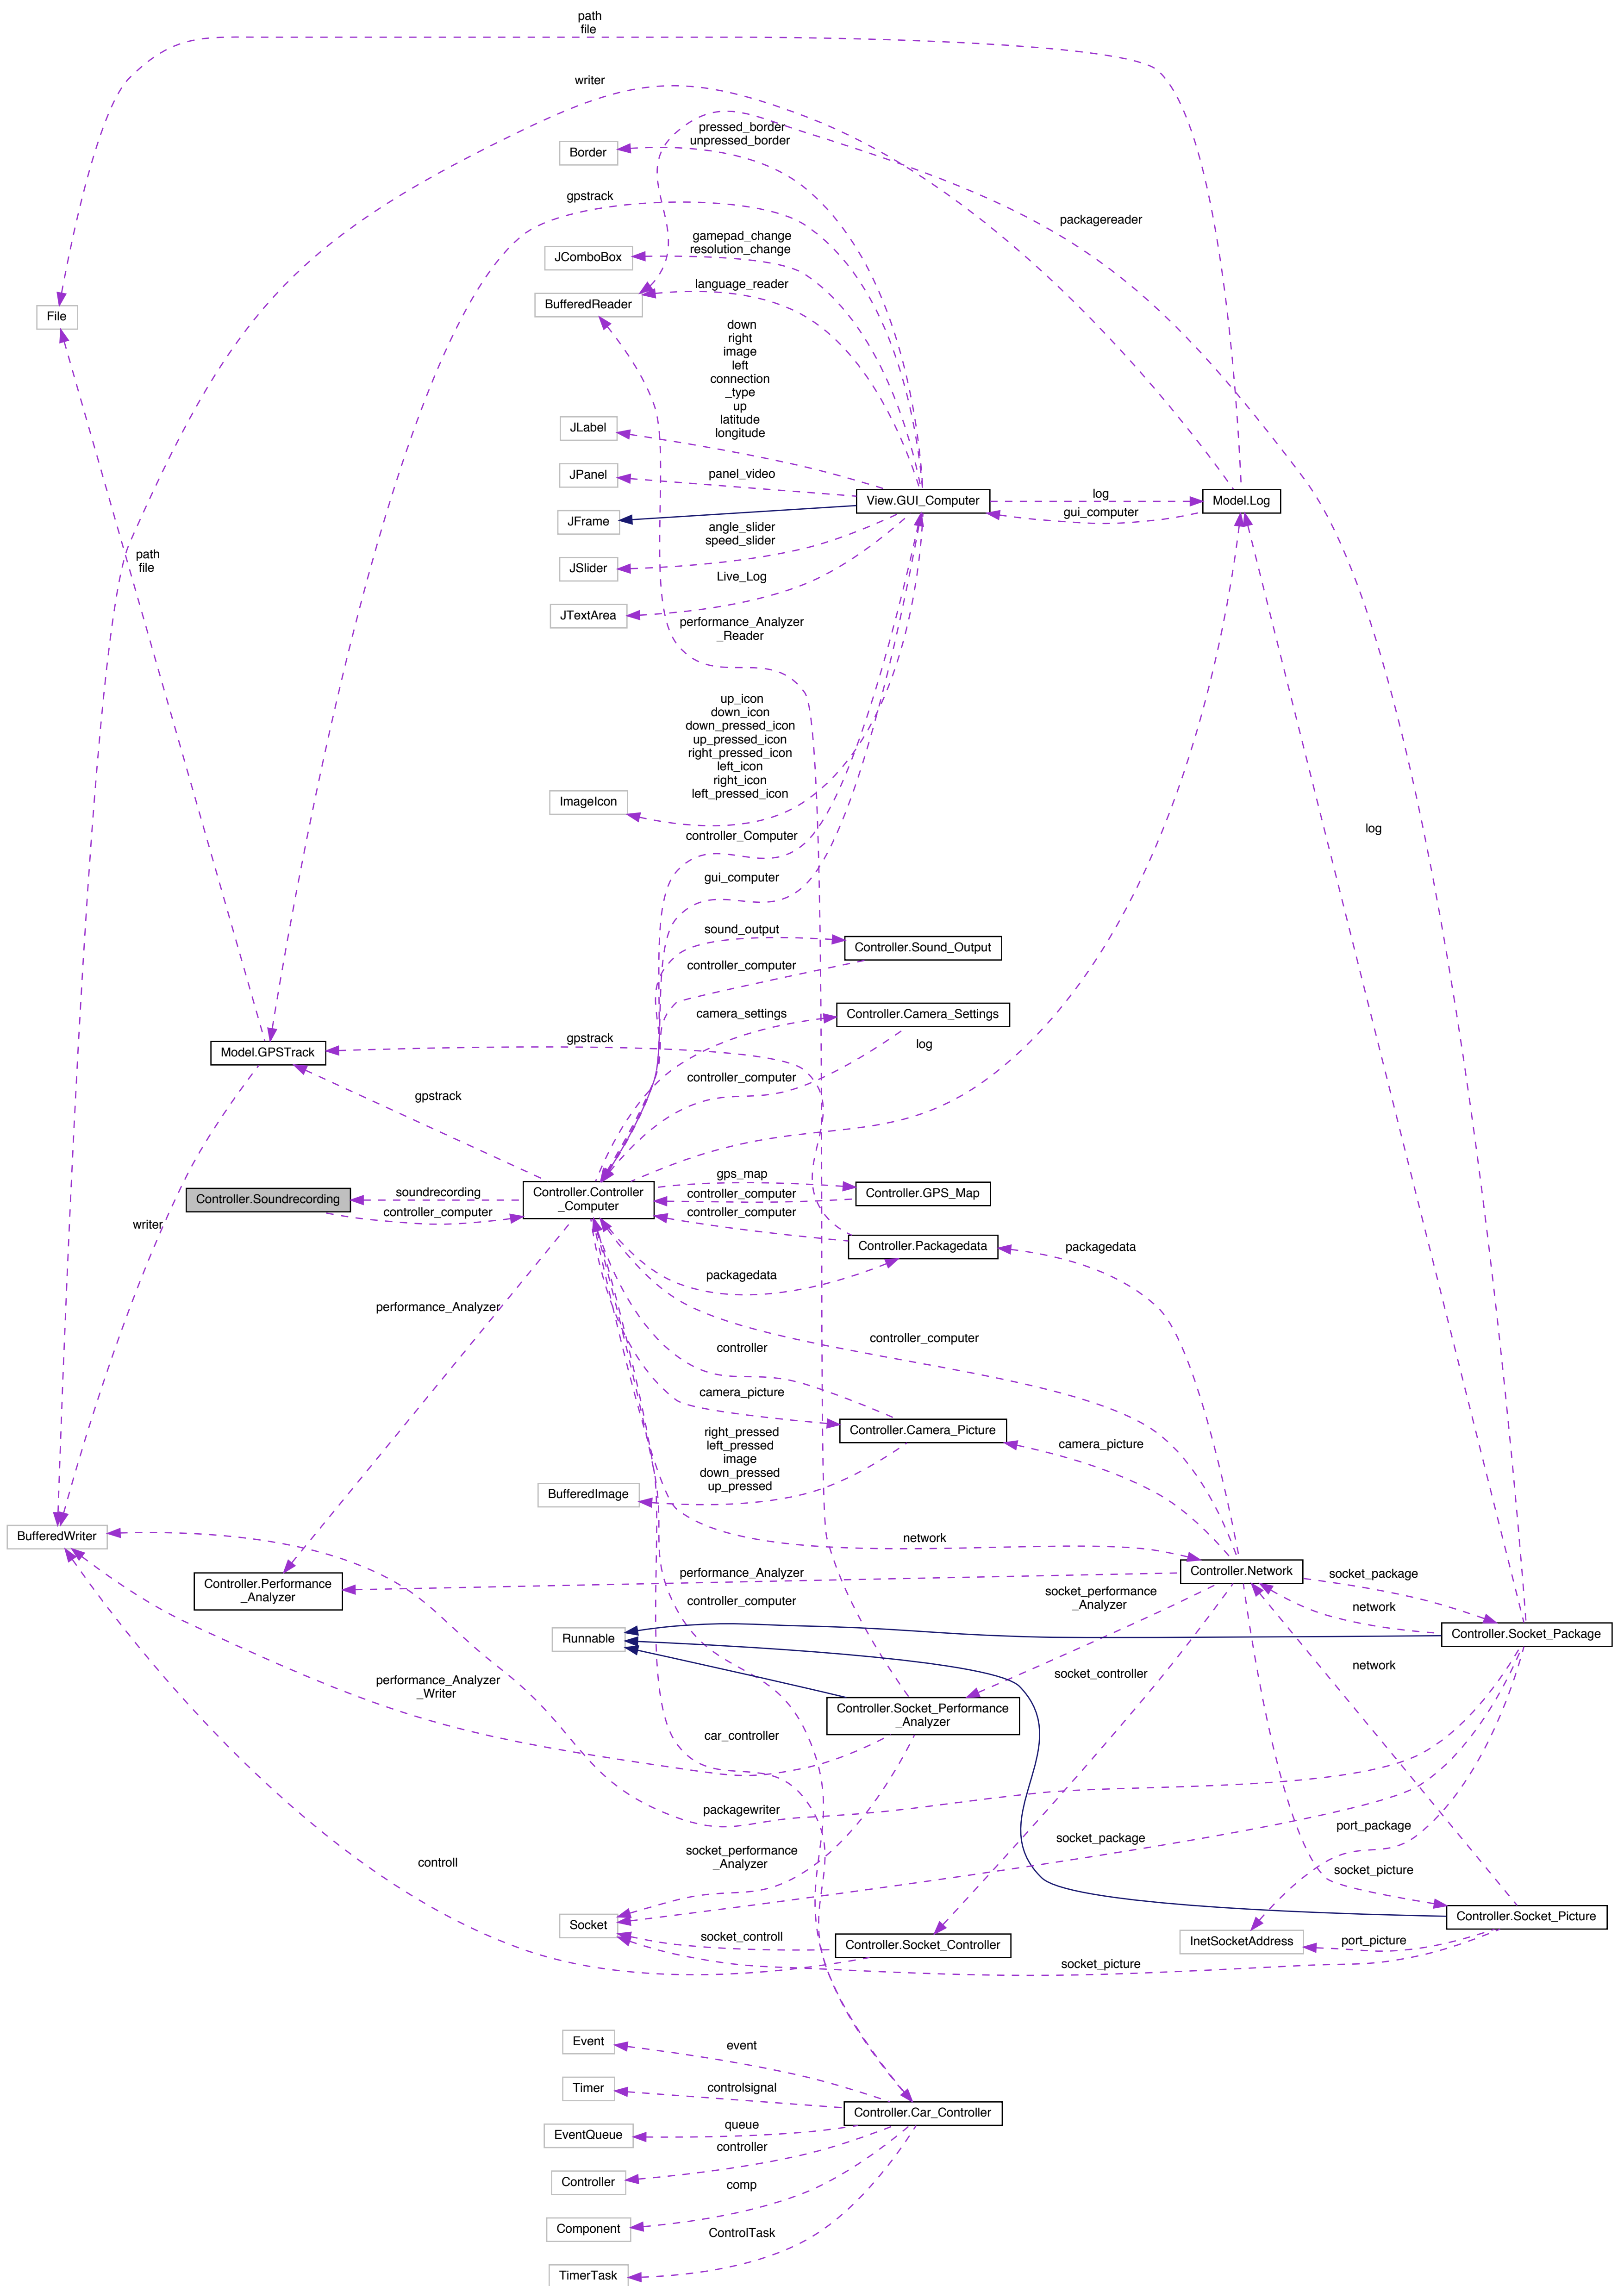 path
file
writer
pressed_border
unpressed_border
Border
gpstrack
packagereader
gamepad_change
resolution_change
JComboBox
language_reader
BufferedReader
File
down
right
image
left
connection
_type
up
latitude
longitude
JLabel
panel_video
JPanel
View.GUI_Computer
log
Model.Log
gui_computer
JFrame
angle_slider
speed_slider
JSlider
path
file
Live_Log
JTextArea
performance_Analyzer
_Reader
up_icon
down_icon
down_pressed_icon
up_pressed_icon
right_pressed_icon
left_icon
right_icon
left_pressed_icon
ImageIcon
log
controller_Computer
gui_computer
sound_output
Controller.Sound_Output
controller_computer
camera_settings
Controller.Camera_Settings
gpstrack
log
Model.GPSTrack
controller_computer
gpstrack
gps_map
Controller.GPS_Map
soundrecording
Controller.Soundrecording
Controller.Controller
_Computer
controller_computer
controller_computer
controller_computer
writer
Controller.Packagedata
packagedata
packagedata
performance_Analyzer
controller_computer
controller
camera_picture
Controller.Camera_Picture
camera_picture
right_pressed
left_pressed
image
down_pressed
up_pressed
BufferedImage
BufferedWriter
network
Controller.Network
socket_package
performance_Analyzer
Controller.Performance
_Analyzer
socket_performance
_Analyzer
controller_computer
network
Controller.Socket_Package
Runnable
network
socket_controller
performance_Analyzer
_Writer
Controller.Socket_Performance
_Analyzer
car_controller
packagewriter
port_package
socket_package
socket_performance
_Analyzer
controll
socket_picture
Controller.Socket_Picture
Socket
socket_controll
Controller.Socket_Controller
InetSocketAddress
port_picture
socket_picture
Event
event
Timer
controlsignal
Controller.Car_Controller
EventQueue
queue
controller
Controller
comp
Component
ControlTask
TimerTask